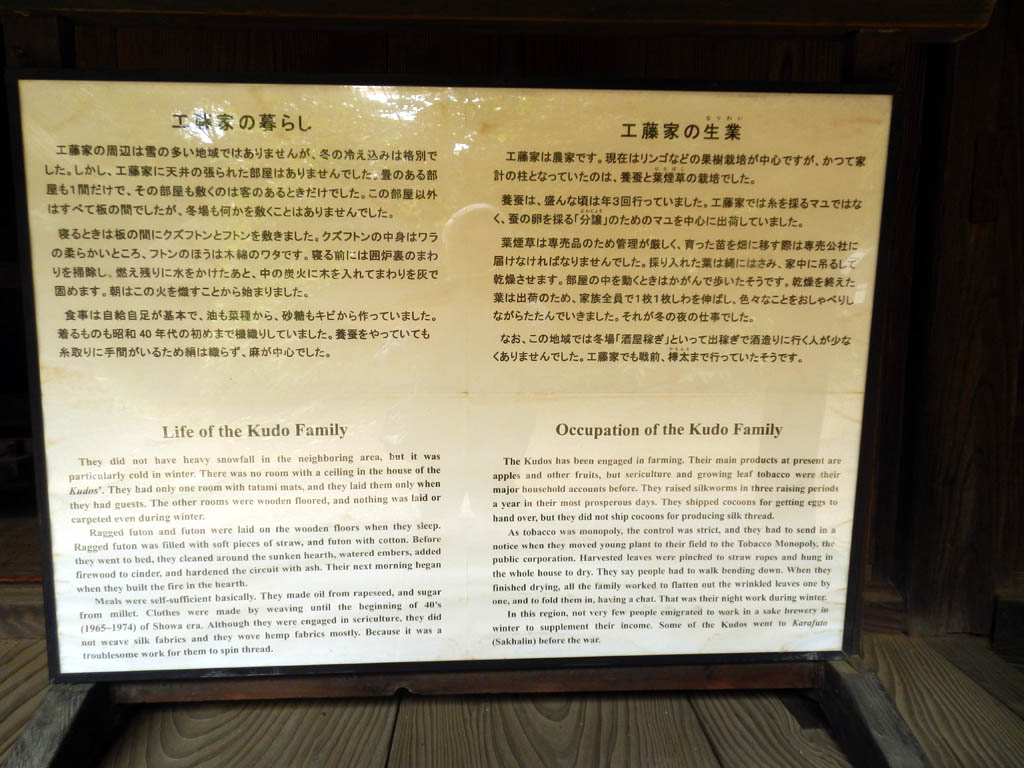 工藤家の暮らし
工藤家の周辺は雪の多い地域ではありませんが、冬の冷え込みは格別で
した。しかし、工藤家に天井の張られた部屋はありませんでした。畳のある部
屋も1間だけで、その部屋も敷くのは客のあるときだけでした。この部屋以外
はすべて板の間でしたが、冬場も何かを敷くことはありませんでした。
寝るときは板の間にクズフトンとフトンを敷きました。クズフトンの中身はワラ
の柔らかいところ、フトンのほうは木綿のワタです。寝る前には囲炉裏のまわ
りを掃除し、燃え残りに水をかけたあと、中の炭火に木を入れてまわりを灰で
固めます。朝はこの火を熾すことから始まりました。
食事は自給自足が基本で、油も菜種から、砂糖もキビから作っていました。
着るものも昭和40年代の初めまで機織りしていました。養蚕をやっていても
糸取りに手間がいるため絹は織らず、麻が中心でした。
工藤家の生業
なりわい
工藤家は農家です。現在はリンゴなどの果樹栽培が中心ですが、かつて家
計の柱となっていたのは、養蚕と葉煙草の栽培でした。
養蚕は、盛んな頃は年3回行っていました。工藤家では糸を採るマユではな
く、蚕の卵を採る「分譲」のためのマユを中心に出荷していました。
葉煙草は専売品のため管理が厳しく、育った苗を畑に移す際は専売公社に
届けなければなりませんでした。採り入れた葉は縄にはさみ、家中に吊るして
乾燥させます。部屋の中を動くときはかがんで歩いたそうです。乾燥を終えた
葉は出荷のため、家族全員で1枚1枚しわを伸ばし、色々なことをおしゃべりし
ながらたたんでいきました。それが冬の夜の仕事でした。
なお、この地域では冬場「酒屋稼ぎ」といって出稼ぎで酒造りに行く人が少な
くありませんでした。工藤家でも戦前、樺太まで行っていたそうです。
Life of the Kudo Family
They did not have heavy snowfall in the neighboring area, but it was
particularly cold in winter. There was no room with a ceiling in the house of the
Kudos'. They had only one room with tatami mats, and they laid them only when
they had guests. The other rooms were wooden floored, and nothing was laid or
carpeted even during winter.
Ragged futon and futon were laid on the wooden floors when they sleep.
Ragged futon was filled with soft pieces of straw, and futon with cotton. Before
they went to bed, they cleaned around the sunken hearth, watered embers, added
firewood to cinder, and hardened the circuit with ash. Their next morning began
when they built the fire in the hearth.
Meals were self-sufficient basically. They made oil from rapeseed, and sugar
from millet. Clothes were made by weaving until the beginning of 40's
(1965~1974) of Showa era. Although they were engaged in sericulture, they did
not weave silk fabrics and they wove hemp fabrics mostly. Because it was a
troublesome work for them to spin thread.
Occupation of the Kudo Family
The Kudos has been engaged in farming. Their main products at present are
apples and other fruits, but sericulture and growing leaf tobacco were their
major household accounts before. They raised silkworms in three raising periods
a year in their most prosperous days. They shipped cocoons for getting eggs to
hand over, but they did not ship cocoons for producing silk thread.
As tobacco was monopoly, the control was strict, and they had to send in a
notice when they moved young plant to their field to the Tobacco Monopoly, the
public corporation. Harvested leaves were pinched to straw ropes and hung in
the whole house to dry. They say people had to walk bending down. When they
finished drying, all the family worked to flatten out the wrinkled leaves one by
one, and to fold them in, having a chat. That was their night work during winter.
In this region, not very few people emigrated to work in a sake brewery in
winter to supplement their income. Some of the Kudos went to Karafuto
(Sakhalin) before the war.